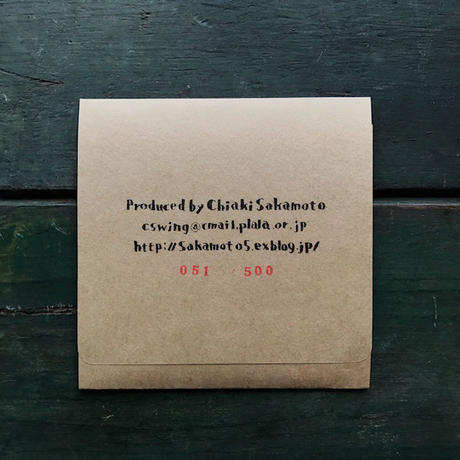 Produced by Chiaki Sakamoto
cswing@cmail.plala.or.jp
http://sakamoto5.exblog.jp/
051 500